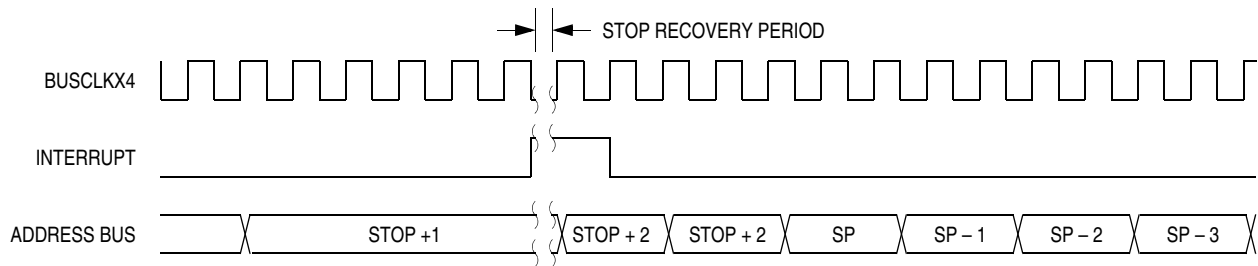 STOP RECOVERY PERIOD
BUSCLKX4
INTERRUPT
ADDRESS BUS STOP +1 STOP + 2 STOP + 2 SP SP – 1 SP – 2 SP – 3